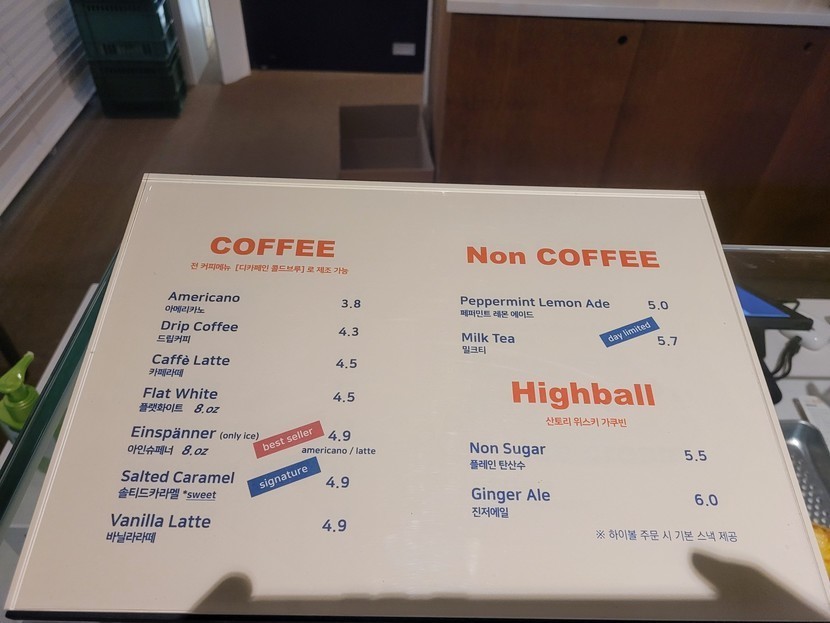 COFFEE
전 커피메뉴 [디카페인 콜드브루] 로 제조 가능
Americano 3.8
아메리카노
Drip Coffee 4.3
드립커피
Caffè Latte 4.5
카페라떼
Flat White 4.5
플랫화이트 8.oz
Einspänner (only ice) best seller 4.9
아인슈페너 8.oz americano / latte
Salted Caramel signature 4.9
솔티드카라멜 *sweet
Vanilla Latte 4.9
바닐라라떼
Non COFFEE
Peppermint Lemon Ade 5.0
페퍼민트 레몬 에이드
Milk Tea day limited 5.7
밀크티
Highball
산토리 위스키 가쿠빈
Non Sugar 5.5
플레인 탄산수
Ginger Ale 6.0
진저에일
※ 하이볼 주문 시 기본 스낵 제공